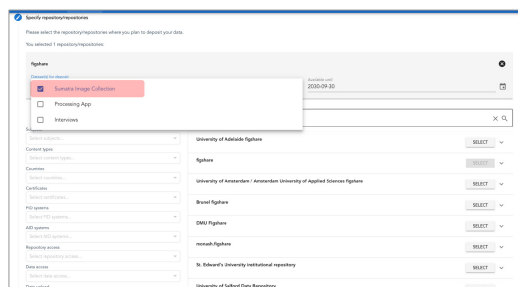 Specify repository/repositories
Please select the repository/repositories where you plan to deposit your data.
You selected 1 repository/repositories:
figshare
Dataset(s) for deposit
Available until
2030-09-30
Sumatra Image Collection
Processing App
Interviews
Select subjects...
University of Adelaide figshare
SELECT
Content types
Select content types...
figshare
SELECT
Countries
Select countries...
University of Amsterdam / Amsterdam University of Applied Sciences figshare
SELECT
Certificates
Select certificates...
Brunel figshare
SELECT
PID systems
Select PID systems...
DMU Figshare
SELECT
AID systems
Select AID systems...
monash.figshare
SELECT
Repository access
Select repository access...
St. Edward's University institutional repository
SELECT
Data access
Select data access...
University of Salford Data Repository